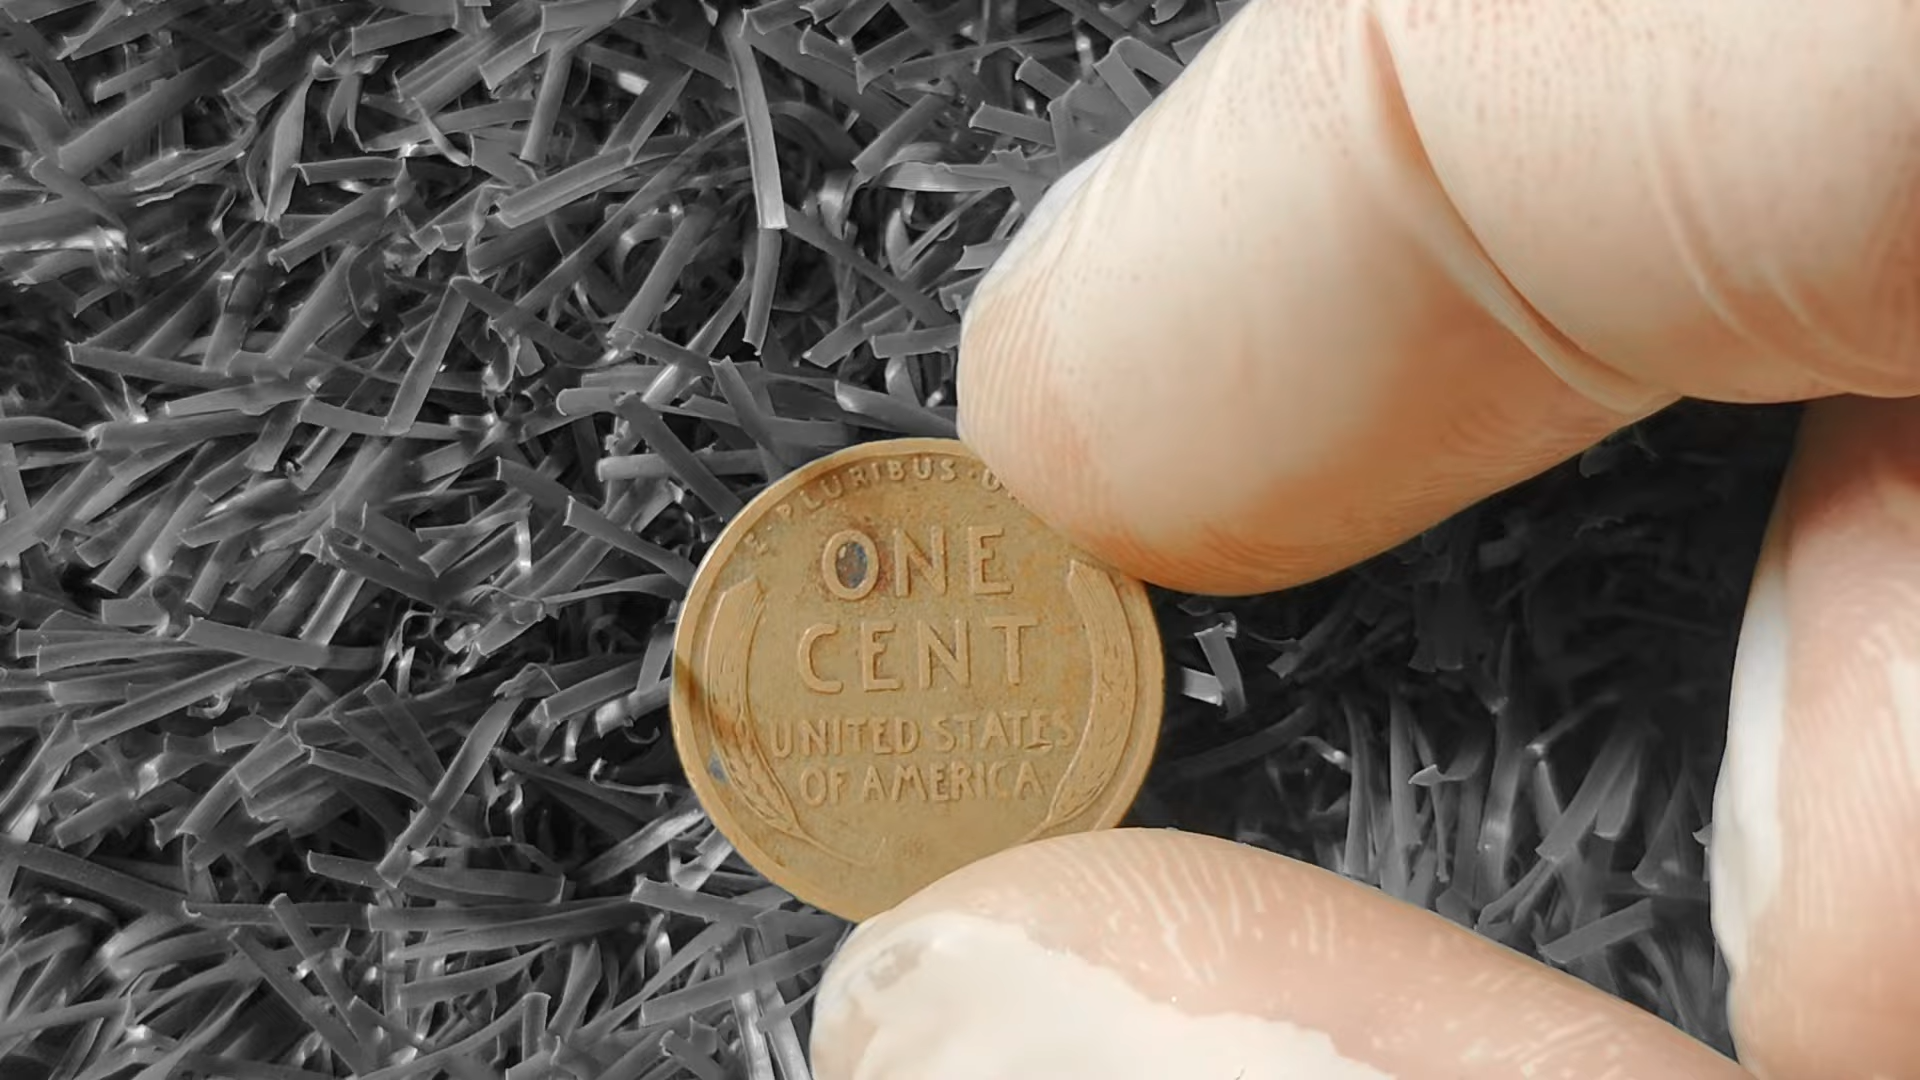 E PLURIBUS · U
ONE
CENT
UNITED STATES
OF AMERICA